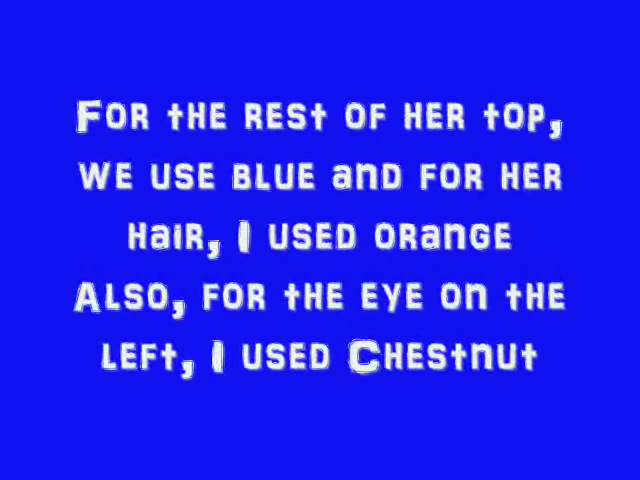 For the rest of her top,
we use blue and for her
hair, I used orange
Also, for the eye on the
left, I used Chestnut